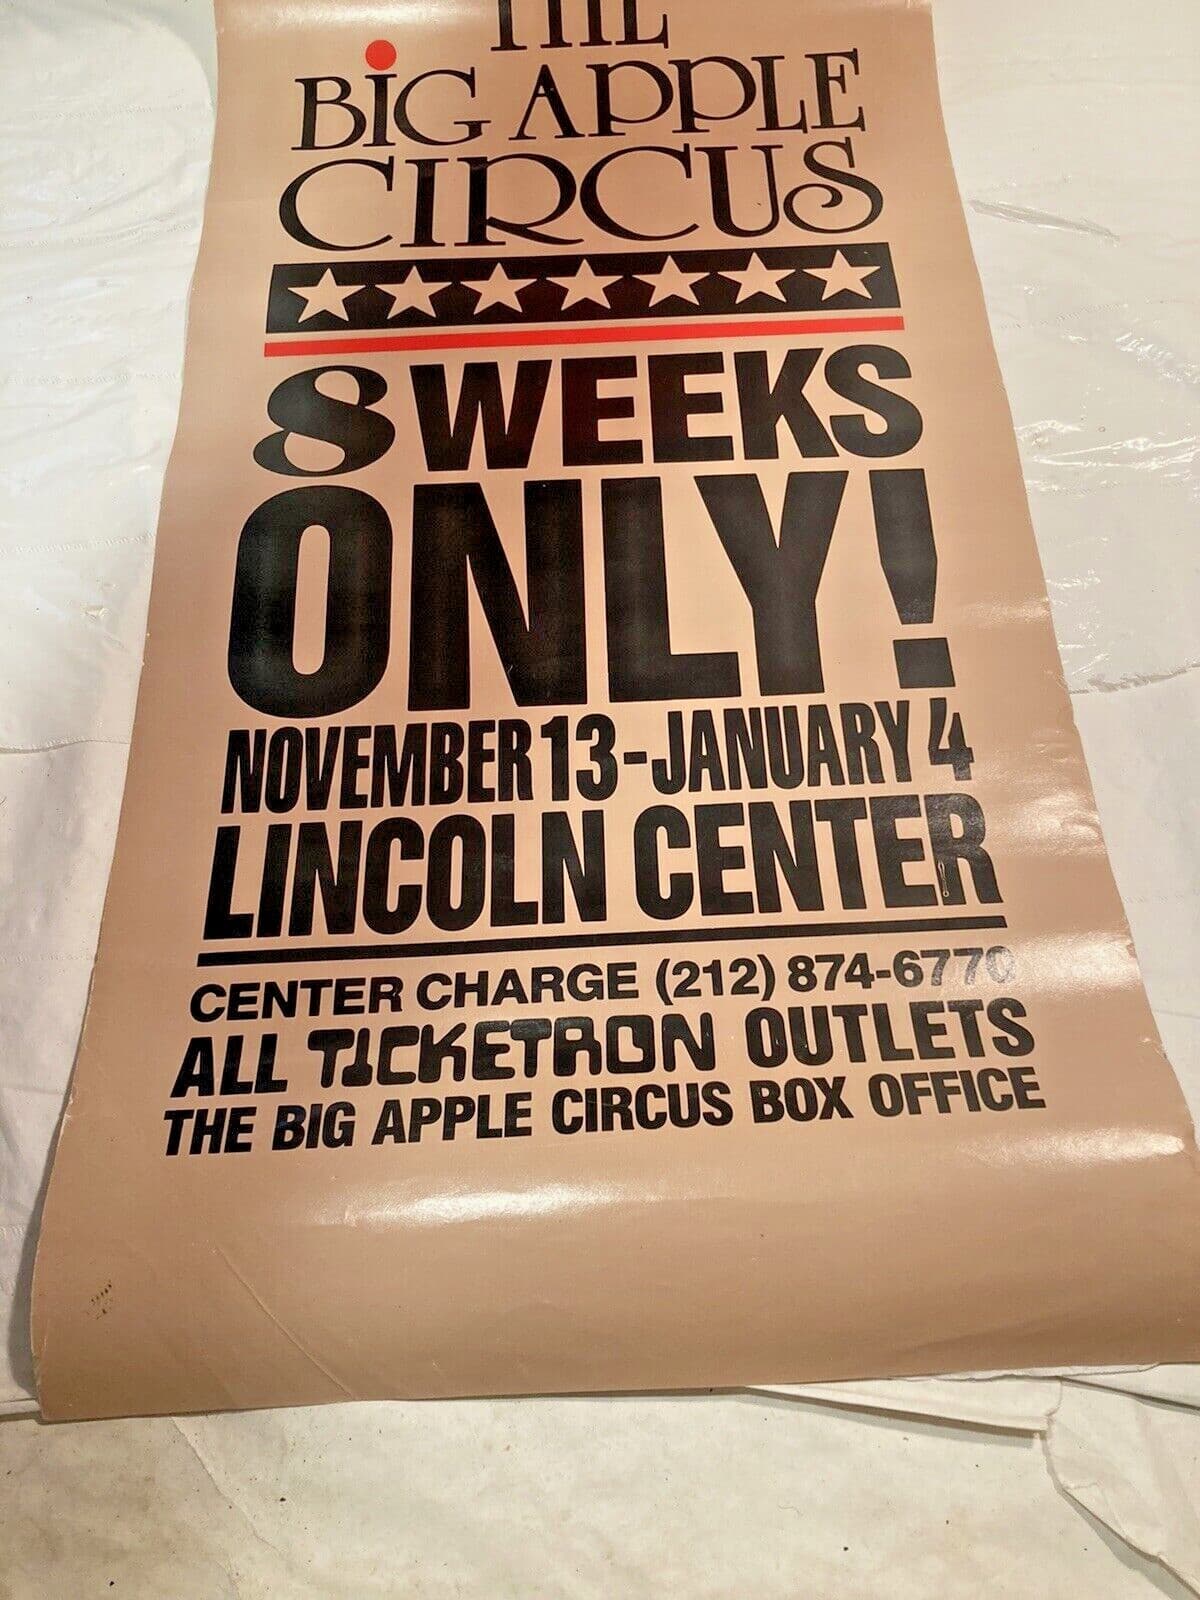 THE
BiG APPLE
CIRCUS
8 WEEKS
ONLY!
NOVEMBER 13-JANUARY 4
LINCOLN CENTER
CENTER CHARGE (212) 874-6770
ALL TICKETRON OUTLETS
THE BIG APPLE CIRCUS BOX OFFICE